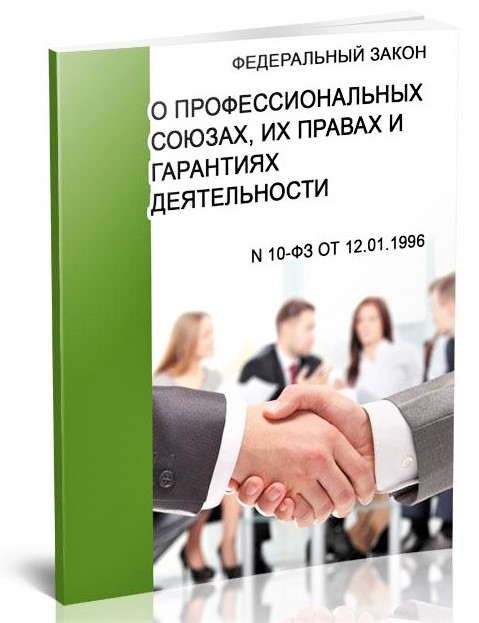 ФЕДЕРАЛЬНЫЙ ЗАКОН
О ПРОФЕССИОНАЛЬНЫХ
СОЮЗАХ, ИХ ПРАВАХ И
ГАРАНТИЯХ
ДЕЯТЕЛЬНОСТИ
N 10-ФЗ ОТ 12.01.1996